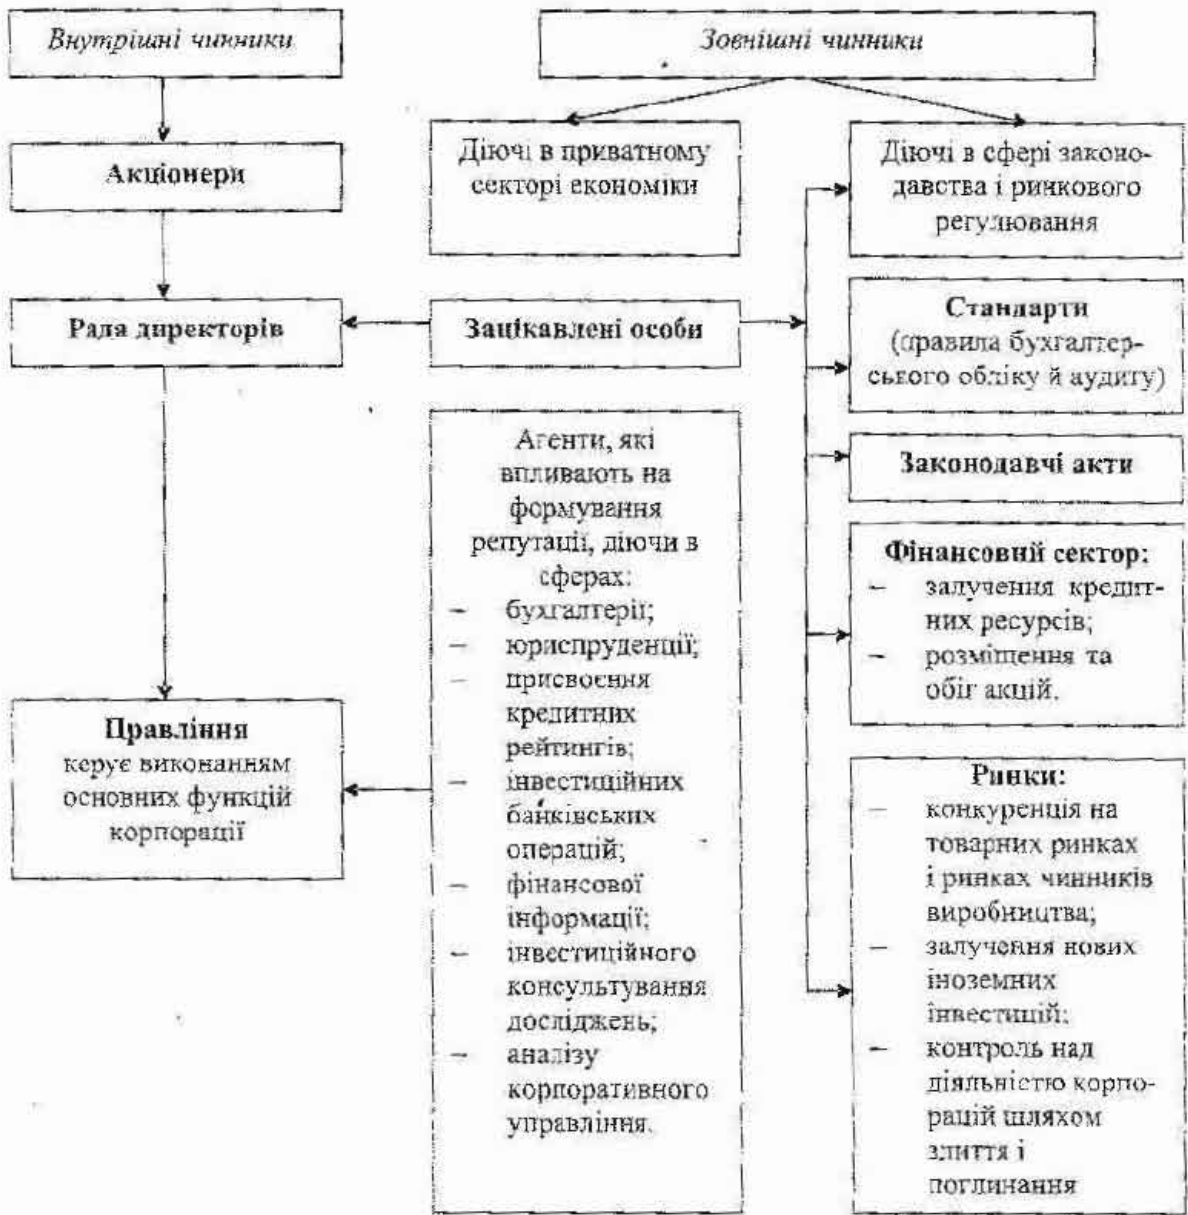 Внутрішні чинники
Зовнішні чинники
Акціонери
Діючі в приватному
секторі економіки
Діючі в сфері законо-
давства і ринкового
регулювання
Рада директорів
Зацікавлені особи
Стандарти
(правила бухгалтер-
ського обліку й аудиту)
Законодавчі акти
Агенти, які
впливають на
формування
репутації, діючи в
сферах:
– бухгалтерії;
– юриспруденції;
– присвоєння
кредитних
рейтингів;
– інвестиційних
банківських
операцій;
– фінансової
інформації;
– інвестиційного
консультування
досліджень;
– аналізу
корпоративного
управління.
Фінансовий сектор:
– залучення кредит-
них ресурсів;
– розміщення та
обіг акцій.
Правління
керує виконанням
основних функцій
корпорації
Ринки:
– конкуренція на
товарних ринках
і ринках чинників
виробництва;
– залучення нових
іноземних
інвестицій;
– контроль над
діяльністю корпо-
рацій шляхом
злиття і
поглинання